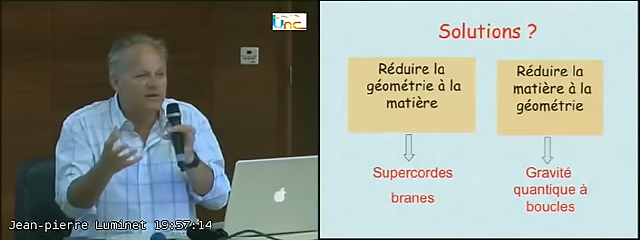 Unc
Solutions ?
Réduire la
géométrie à la
matière
Réduire la
matière à la
géométrie
Supercordes
branes
Gravité
quantique à
boucles
Jean-pierre Luminet 19:57:14